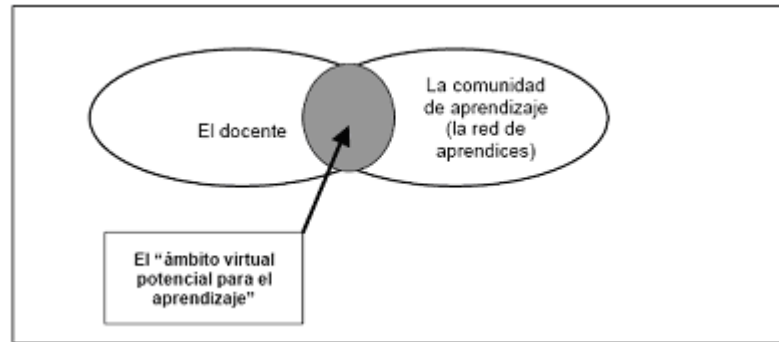 La comunidad
de aprendizaje
(la red de
aprendices)
El docente
El “ámbito virtual
potencial para el
aprendizaje”